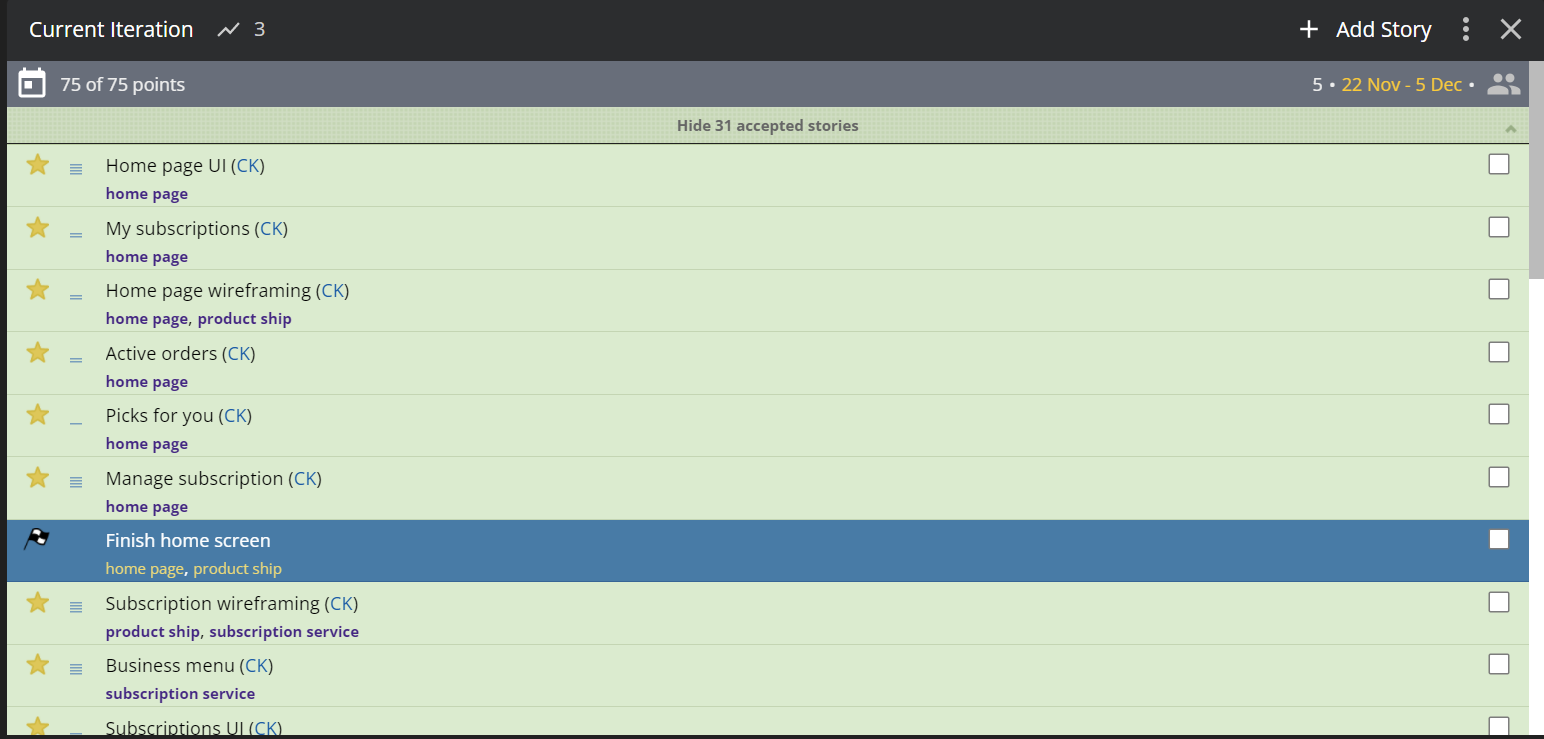 Current Iteration 3 + Add Story
75 of 75 points 5 • 22 Nov - 5 Dec •
Hide 31 accepted stories
Home page UI (CK)
home page
My subscriptions (CK)
home page
Home page wireframing (CK)
home page, product ship
Active orders (CK)
home page
Picks for you (CK)
home page
Manage subscription (CK)
home page
Finish home screen
home page, product ship
Subscription wireframing (CK)
product ship, subscription service
Business menu (CK)
subscription service
Subscriptions UI (CK)